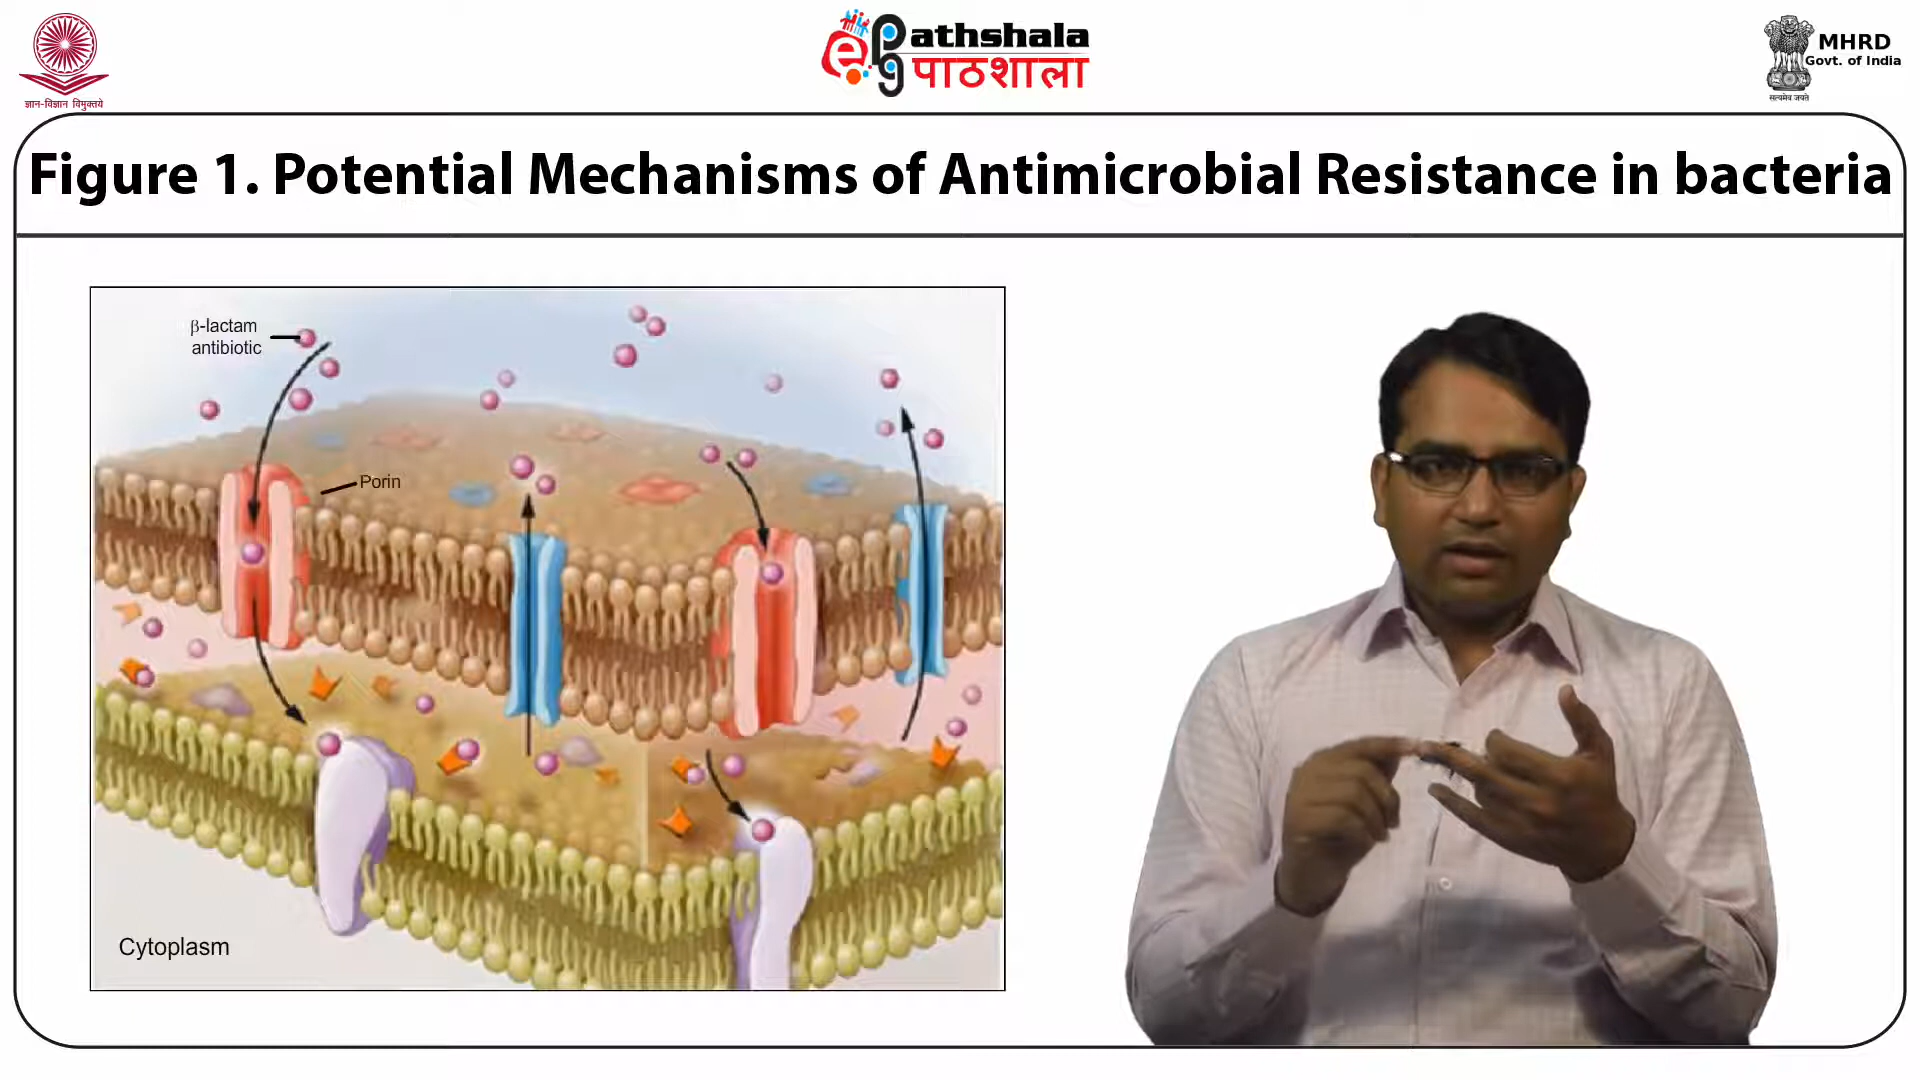 ज्ञान-विज्ञान विमुक्तये
ePathshala
पाठशाला
MHRD
Govt. of India
सत्यमेव जयते
Figure 1. Potential Mechanisms of Antimicrobial Resistance in bacteria
β-lactam
antibiotic
Porin
Cytoplasm